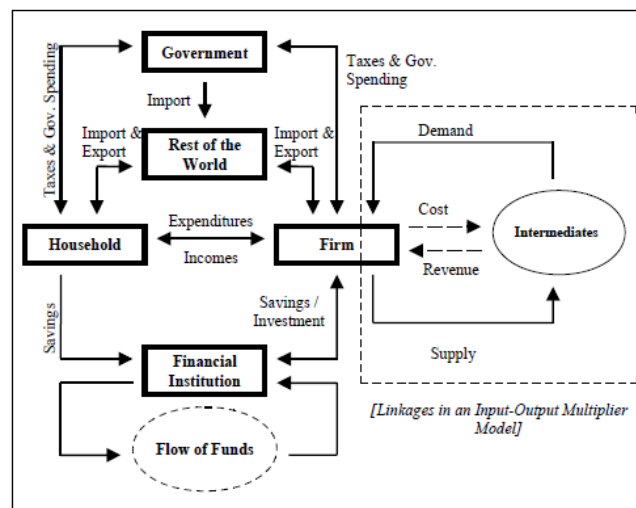 Government
Taxes & Gov.
Spending
Taxes & Gov. Spending
Import
Import &
Export
Rest of the
World
Import &
Export
Demand
Household
Expenditures
Incomes
Firm
Cost
Revenue
Intermediates
Savings
Savings /
Investment
Supply
Financial
Institution
Flow of Funds
[Linkages in an Input-Output Multiplier
Model]